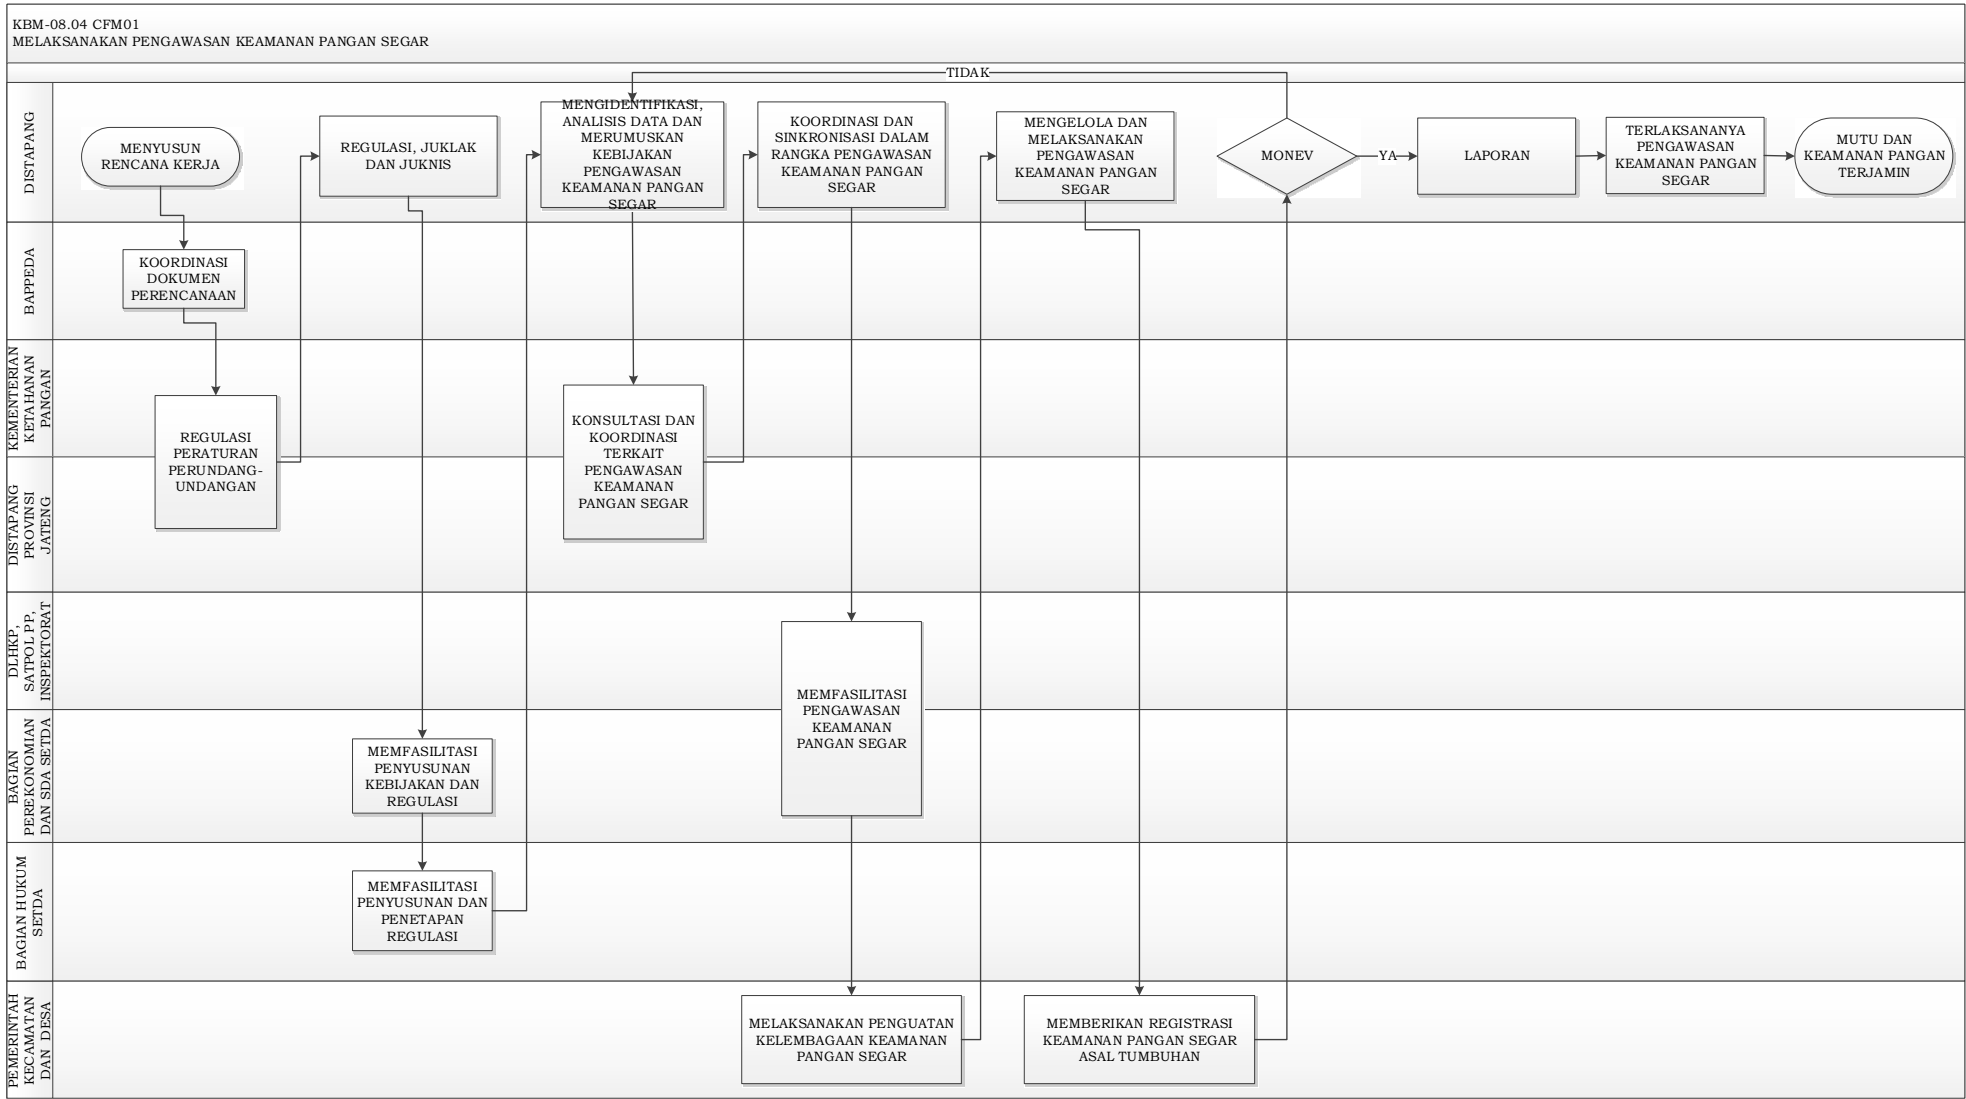 KBM-08.04 CFM01
MELAKSANAKAN PENGAWASAN KEAMANAN PANGAN SEGAR
TIDAK
DISTAPANG
MENYUSUN
RENCANA KERJA
REGULASI, JUKLAK
DAN JUKNIS
MENGIDENTIFIKASI,
ANALISIS DATA DAN
MERUMUSKAN
KEBIJAKAN
PENGAWASAN
KEAMANAN PANGAN
SEGAR
KOORDINASI DAN
SINKRONISASI DALAM
RANGKA PENGAWASAN
KEAMANAN PANGAN
SEGAR
MENGELOLA DAN
MELAKSANAKAN
PENGAWASAN
KEAMANAN PANGAN
SEGAR
MONEV
YA
LAPORAN
TERLAKSANANYA
PENGAWASAN
KEAMANAN PANGAN
SEGAR
MUTU DAN
KEAMANAN PANGAN
TERJAMIN
BAPPEDA
KOORDINASI
DOKUMEN
PERENCANAAN
KEMENTERIAN
KETAHANAN
PANGAN
REGULASI
PERATURAN
PERUNDANG-
UNDANGAN
KONSULTASI DAN
KOORDINASI
TERKAIT
PENGAWASAN
KEAMANAN
PANGAN SEGAR
DISTAPANG
PROVINSI
JATENG
DLHKP,
SATPOL PP,
INSPEKTORAT
MEMFASILITASI
PENGAWASAN
KEAMANAN
PANGAN SEGAR
BAGIAN
PEREKONOMIAN
DAN SDA SETDA
MEMFASILITASI
PENYUSUNAN
KEBIJAKAN DAN
REGULASI
BAGIAN HUKUM
SETDA
MEMFASILITASI
PENYUSUNAN DAN
PENETAPAN
REGULASI
PEMERINTAH
KECAMATAN
DAN DESA
MELAKSANAKAN PENGUATAN
KELEMBAGAAN KEAMANAN
PANGAN SEGAR
MEMBERIKAN REGISTRASI
KEAMANAN PANGAN SEGAR
ASAL TUMBUHAN